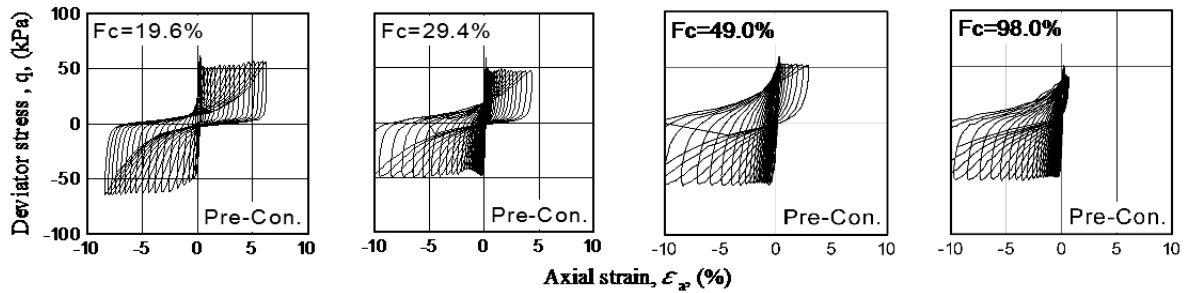 Deviator stress , q, (kPa)
100
50
0
-50
-100
Fc=19.6%
Pre-Con.
-10 -5 0 5 10
Fc=29.4%
Pre-Con.
-10 -5 0 5 10
Fc=49.0%
Pre-Con.
-10 -5 0 5 10
Fc=98.0%
Pre-Con.
-10 -5 0 5 10
Axial strain, εa, (%)